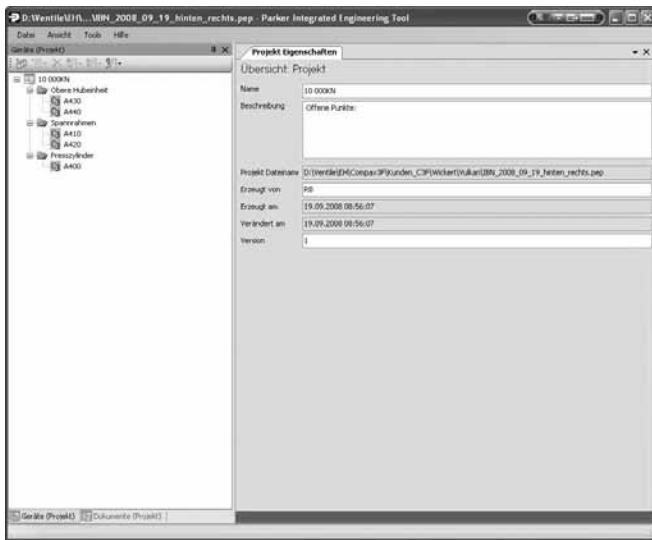 D:\Wentile\EH\...\IBN_2008_09_19_hinten_rechts.pep - Parker Integrated Engineering Tool
Datei Ansicht Tools Hilfe
Geräte (Projekt)
10 000KN
Obere Hubeinheit
A430
A440
Spannrahmen
A410
A420
Presszylinder
A400
Geräte (Projekt) Dokumente (Projekt)
Projekt Eigenschaften
Übersicht: Projekt
Name 10 000KN
Beschreibung Offene Punkte:
Projekt Dateiname D:\Ventile\EH\Compax3F\Kunden_C3F\Wickert\Vulkan\IBN_2008_09_19_hinten_rechts.pep
Erzeugt von RB
Erzeugt am 19.09.2008 08:56:07
Verändert am 19.09.2008 08:56:07
Version 1